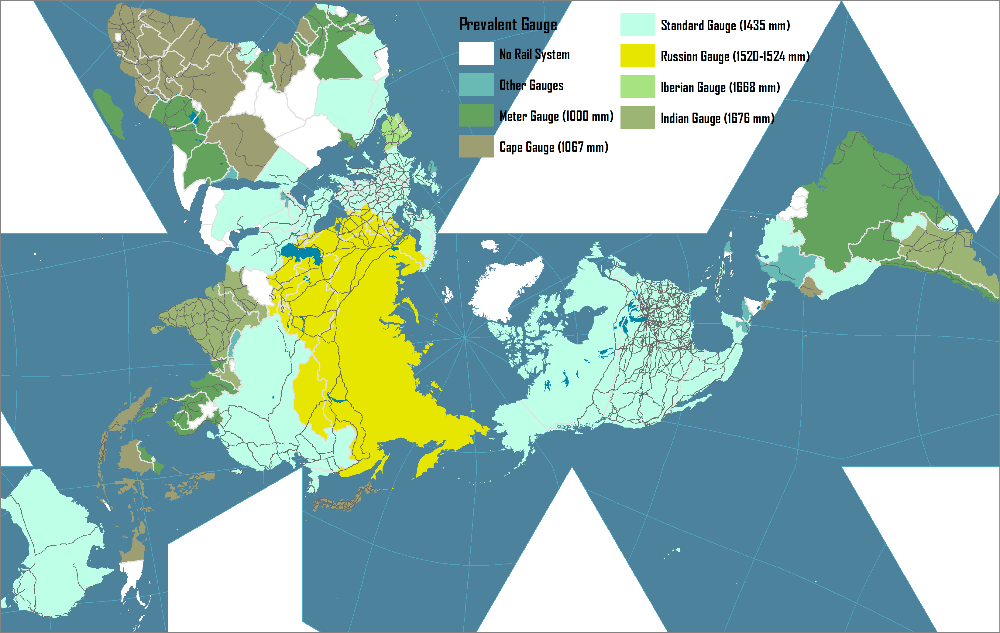 Prevalent Gauge
No Rail System
Other Gauges
Meter Gauge (1000 mm)
Cape Gauge (1067 mm)
Standard Gauge (1435 mm)
Russion Gauge (1520-1524 mm)
Iberian Gauge (1668 mm)
Indian Gauge (1676 mm)